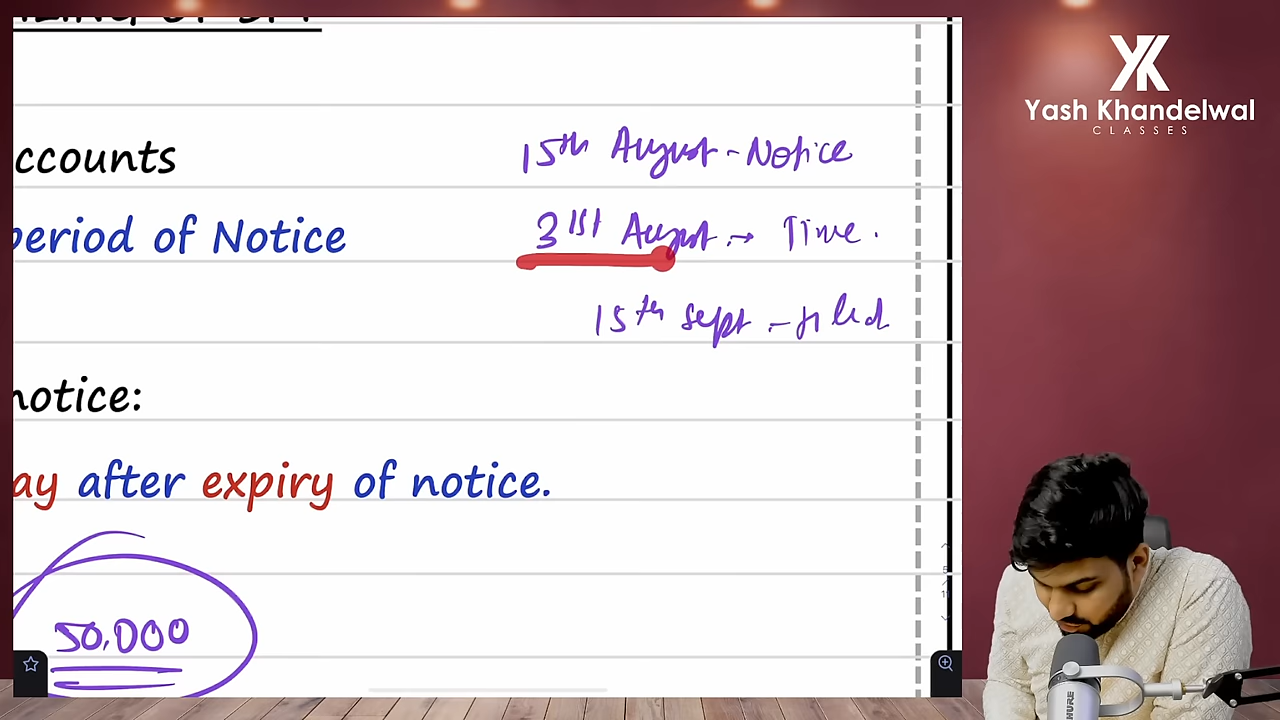 YK
Yash Khandelwal
CLASSES
ccounts
15th August - Notice
period of Notice
31st August → Time.
15th Sept - filed
notice:
ay after expiry of notice.
50,000